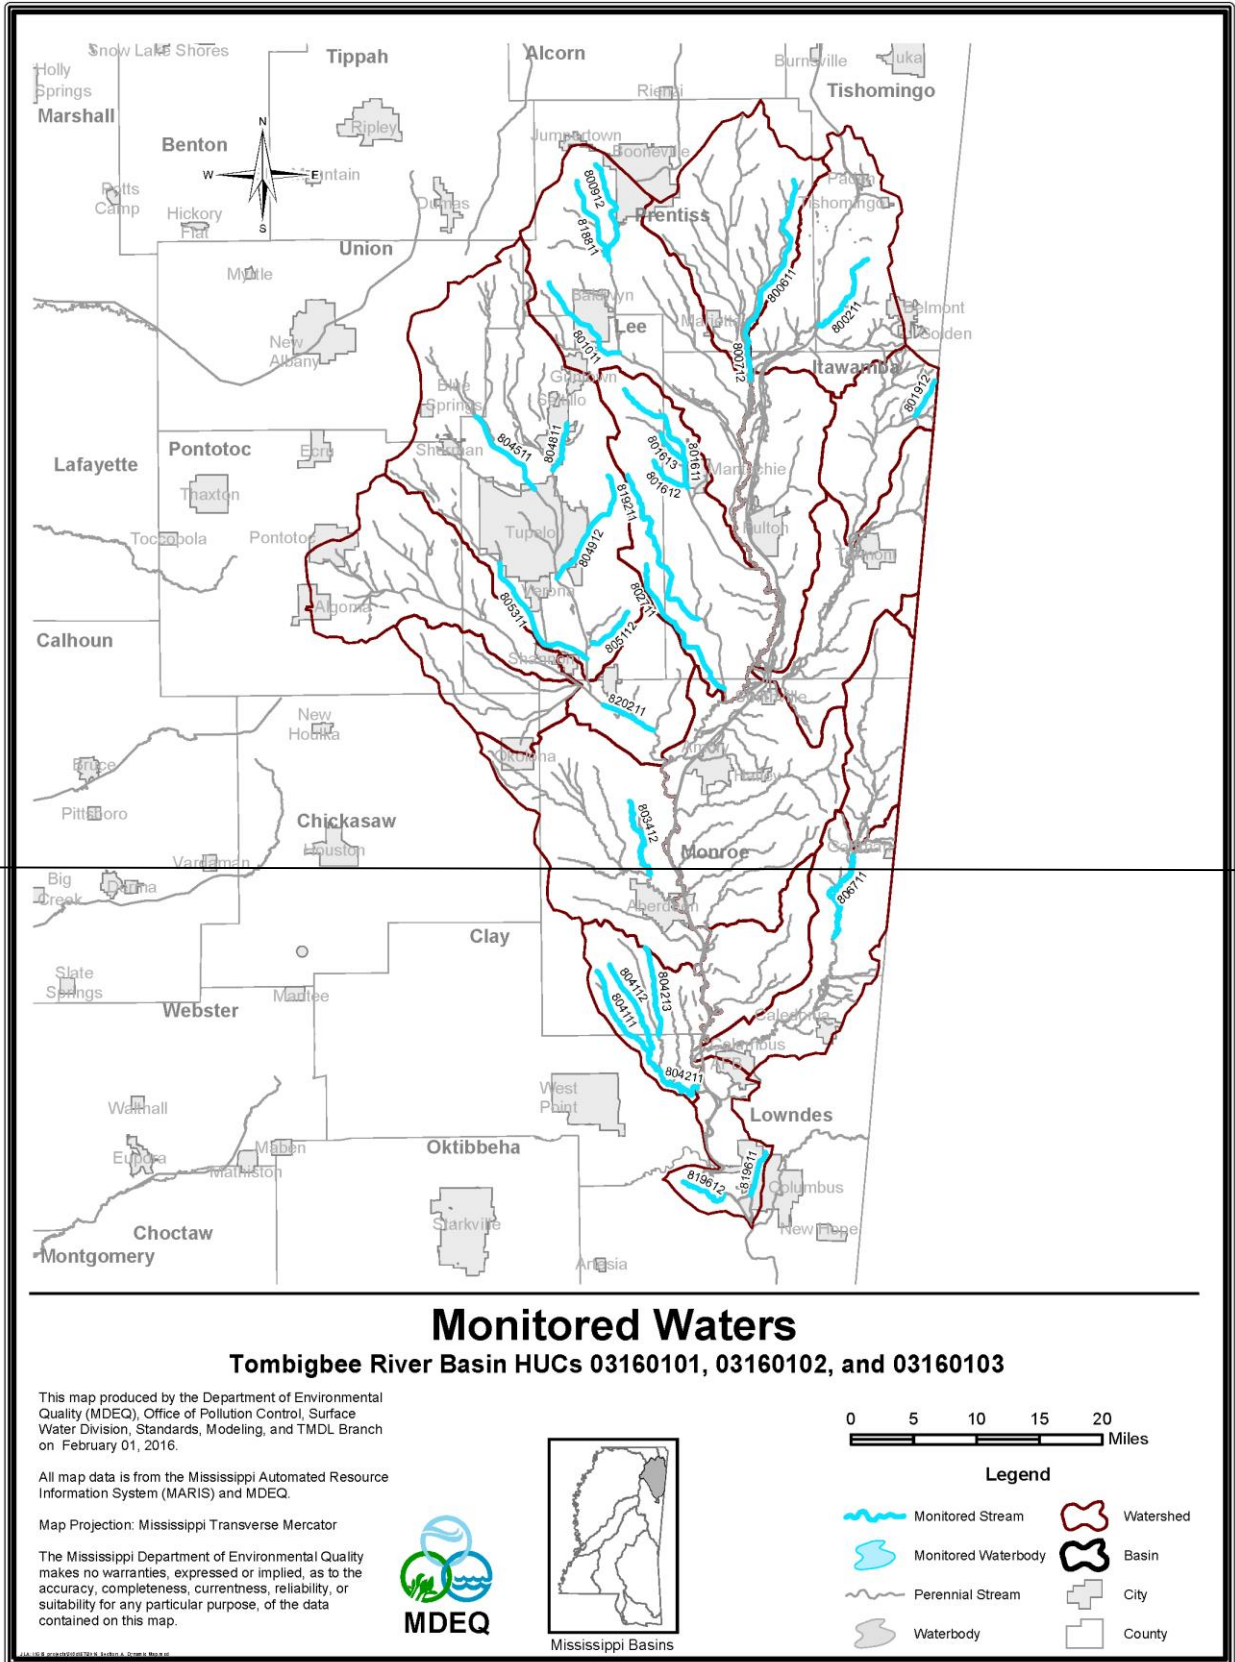 Snow Lake Shores
Tippah
Alcorn
Burnsville
Iuka
Holly
Springs
Rienzi
Tishomingo
Marshall
Ripley
Jumpertown
Booneville
Benton
N
W
E
S
Potts
Camp
Hickory
Flat
Dumas
Paden
Tishomingo
Prentiss
Union
Myrtle
800912
818811
800611
800211
Baldwyn
Lee
Marietta
Belmont
Golden
New
Albany
801011
800712
Itawamba
Guntown
Saltillo
Blue
Springs
801912
Sherman
804511
804811
801613
801611
801612
Mantachie
Lafayette
Pontotoc
Ecru
Thaxton
819211
Toccopola
Pontotoc
Tupelo
Fulton
Tremont
804912
Verona
Algoma
805311
802711
805112
Calhoun
Shannon
Smithville
820211
New
Houlka
Okolona
Amory
Hatley
Bruce
Pittsboro
Chickasaw
Houston
803412
Monroe
Vardaman
Big
Creek
Derma
806711
Aberdeen
Clay
Slate
Springs
Mantee
Webster
804112
804111
804213
Caledonia
Columbus
AFB
804211
West
Point
Walthall
Lowndes
Eupora
Maben
Mathiston
Oktibbeha
819611
819612
Columbus
Choctaw
Starkville
New Hope
Montgomery
Artesia
Monitored Waters
Tombigbee River Basin HUCs 03160101, 03160102, and 03160103
This map produced by the Department of Environmental
Quality (MDEQ), Office of Pollution Control, Surface
Water Division, Standards, Modeling, and TMDL Branch
on February 01, 2016.
All map data is from the Mississippi Automated Resource
Information System (MARIS) and MDEQ.
Map Projection: Mississippi Transverse Mercator
The Mississippi Department of Environmental Quality
makes no warranties, expressed or implied, as to the
accuracy, completeness, currentness, reliability, or
suitability for any particular purpose, of the data
contained on this map.
MDEQ
Mississippi Basins
0 5 10 15 20
Miles
Legend
Monitored Stream
Watershed
Monitored Waterbody
Basin
Perennial Stream
City
Waterbody
County